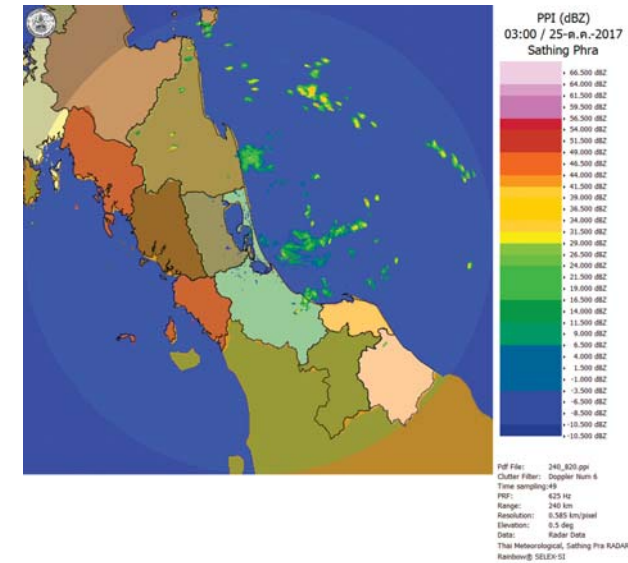 PPI (dBZ)
03:00 / 25-ต.ค.-2017
Sathing Phra
66.500 dBZ
64.000 dBZ
61.500 dBZ
59.500 dBZ
56.500 dBZ
54.000 dBZ
51.500 dBZ
49.000 dBZ
46.500 dBZ
44.000 dBZ
41.500 dBZ
39.000 dBZ
36.500 dBZ
34.000 dBZ
31.500 dBZ
29.000 dBZ
26.500 dBZ
24.000 dBZ
21.500 dBZ
19.000 dBZ
16.500 dBZ
14.000 dBZ
11.500 dBZ
9.000 dBZ
6.500 dBZ
4.000 dBZ
1.500 dBZ
-1.000 dBZ
-3.500 dBZ
-6.500 dBZ
-8.500 dBZ
-10.500 dBZ
-10.500 dBZ
Pdf File: 240_820.ppi
Clutter Filter: Doppler Num 6
Time sampling:49
PRF: 625 Hz
Range: 240 km
Resolution: 0.585 km/pixel
Elevation: 0.5 deg
Data: Radar Data
Thai Meteorological, Sathing Pra RADAR
Rainbow® SELEX-SI